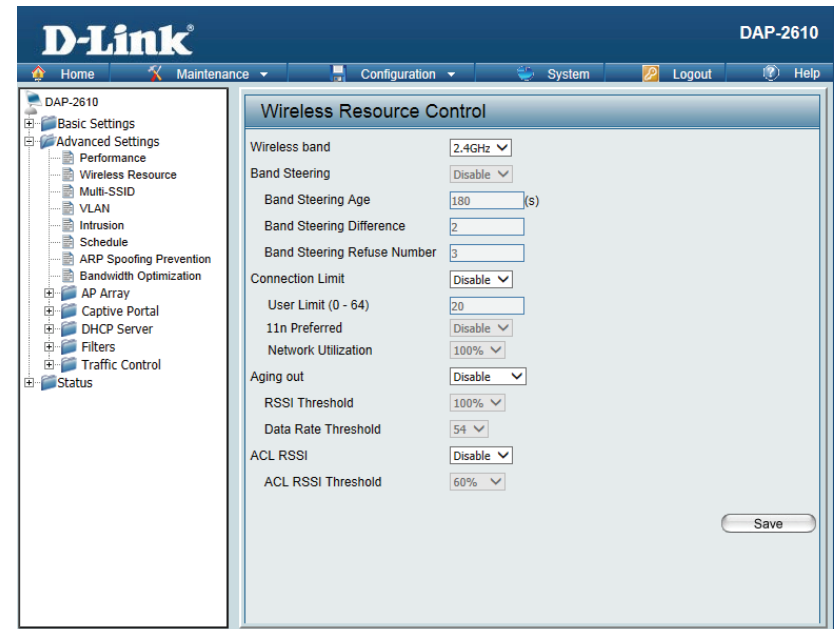 D-Link®
DAP-2610
Home Maintenance Configuration System Logout Help
DAP-2610
Basic Settings
Advanced Settings
Performance
Wireless Resource
Multi-SSID
VLAN
Intrusion
Schedule
ARP Spoofing Prevention
Bandwidth Optimization
AP Array
Captive Portal
DHCP Server
Filters
Traffic Control
Status
Wireless Resource Control
Wireless band 2.4GHz
Band Steering Disable
Band Steering Age 180 (s)
Band Steering Difference 2
Band Steering Refuse Number 3
Connection Limit Disable
User Limit (0 - 64) 20
11n Preferred Disable
Network Utilization 100%
Aging out Disable
RSSI Threshold 100%
Data Rate Threshold 54
ACL RSSI Disable
ACL RSSI Threshold 60%
Save